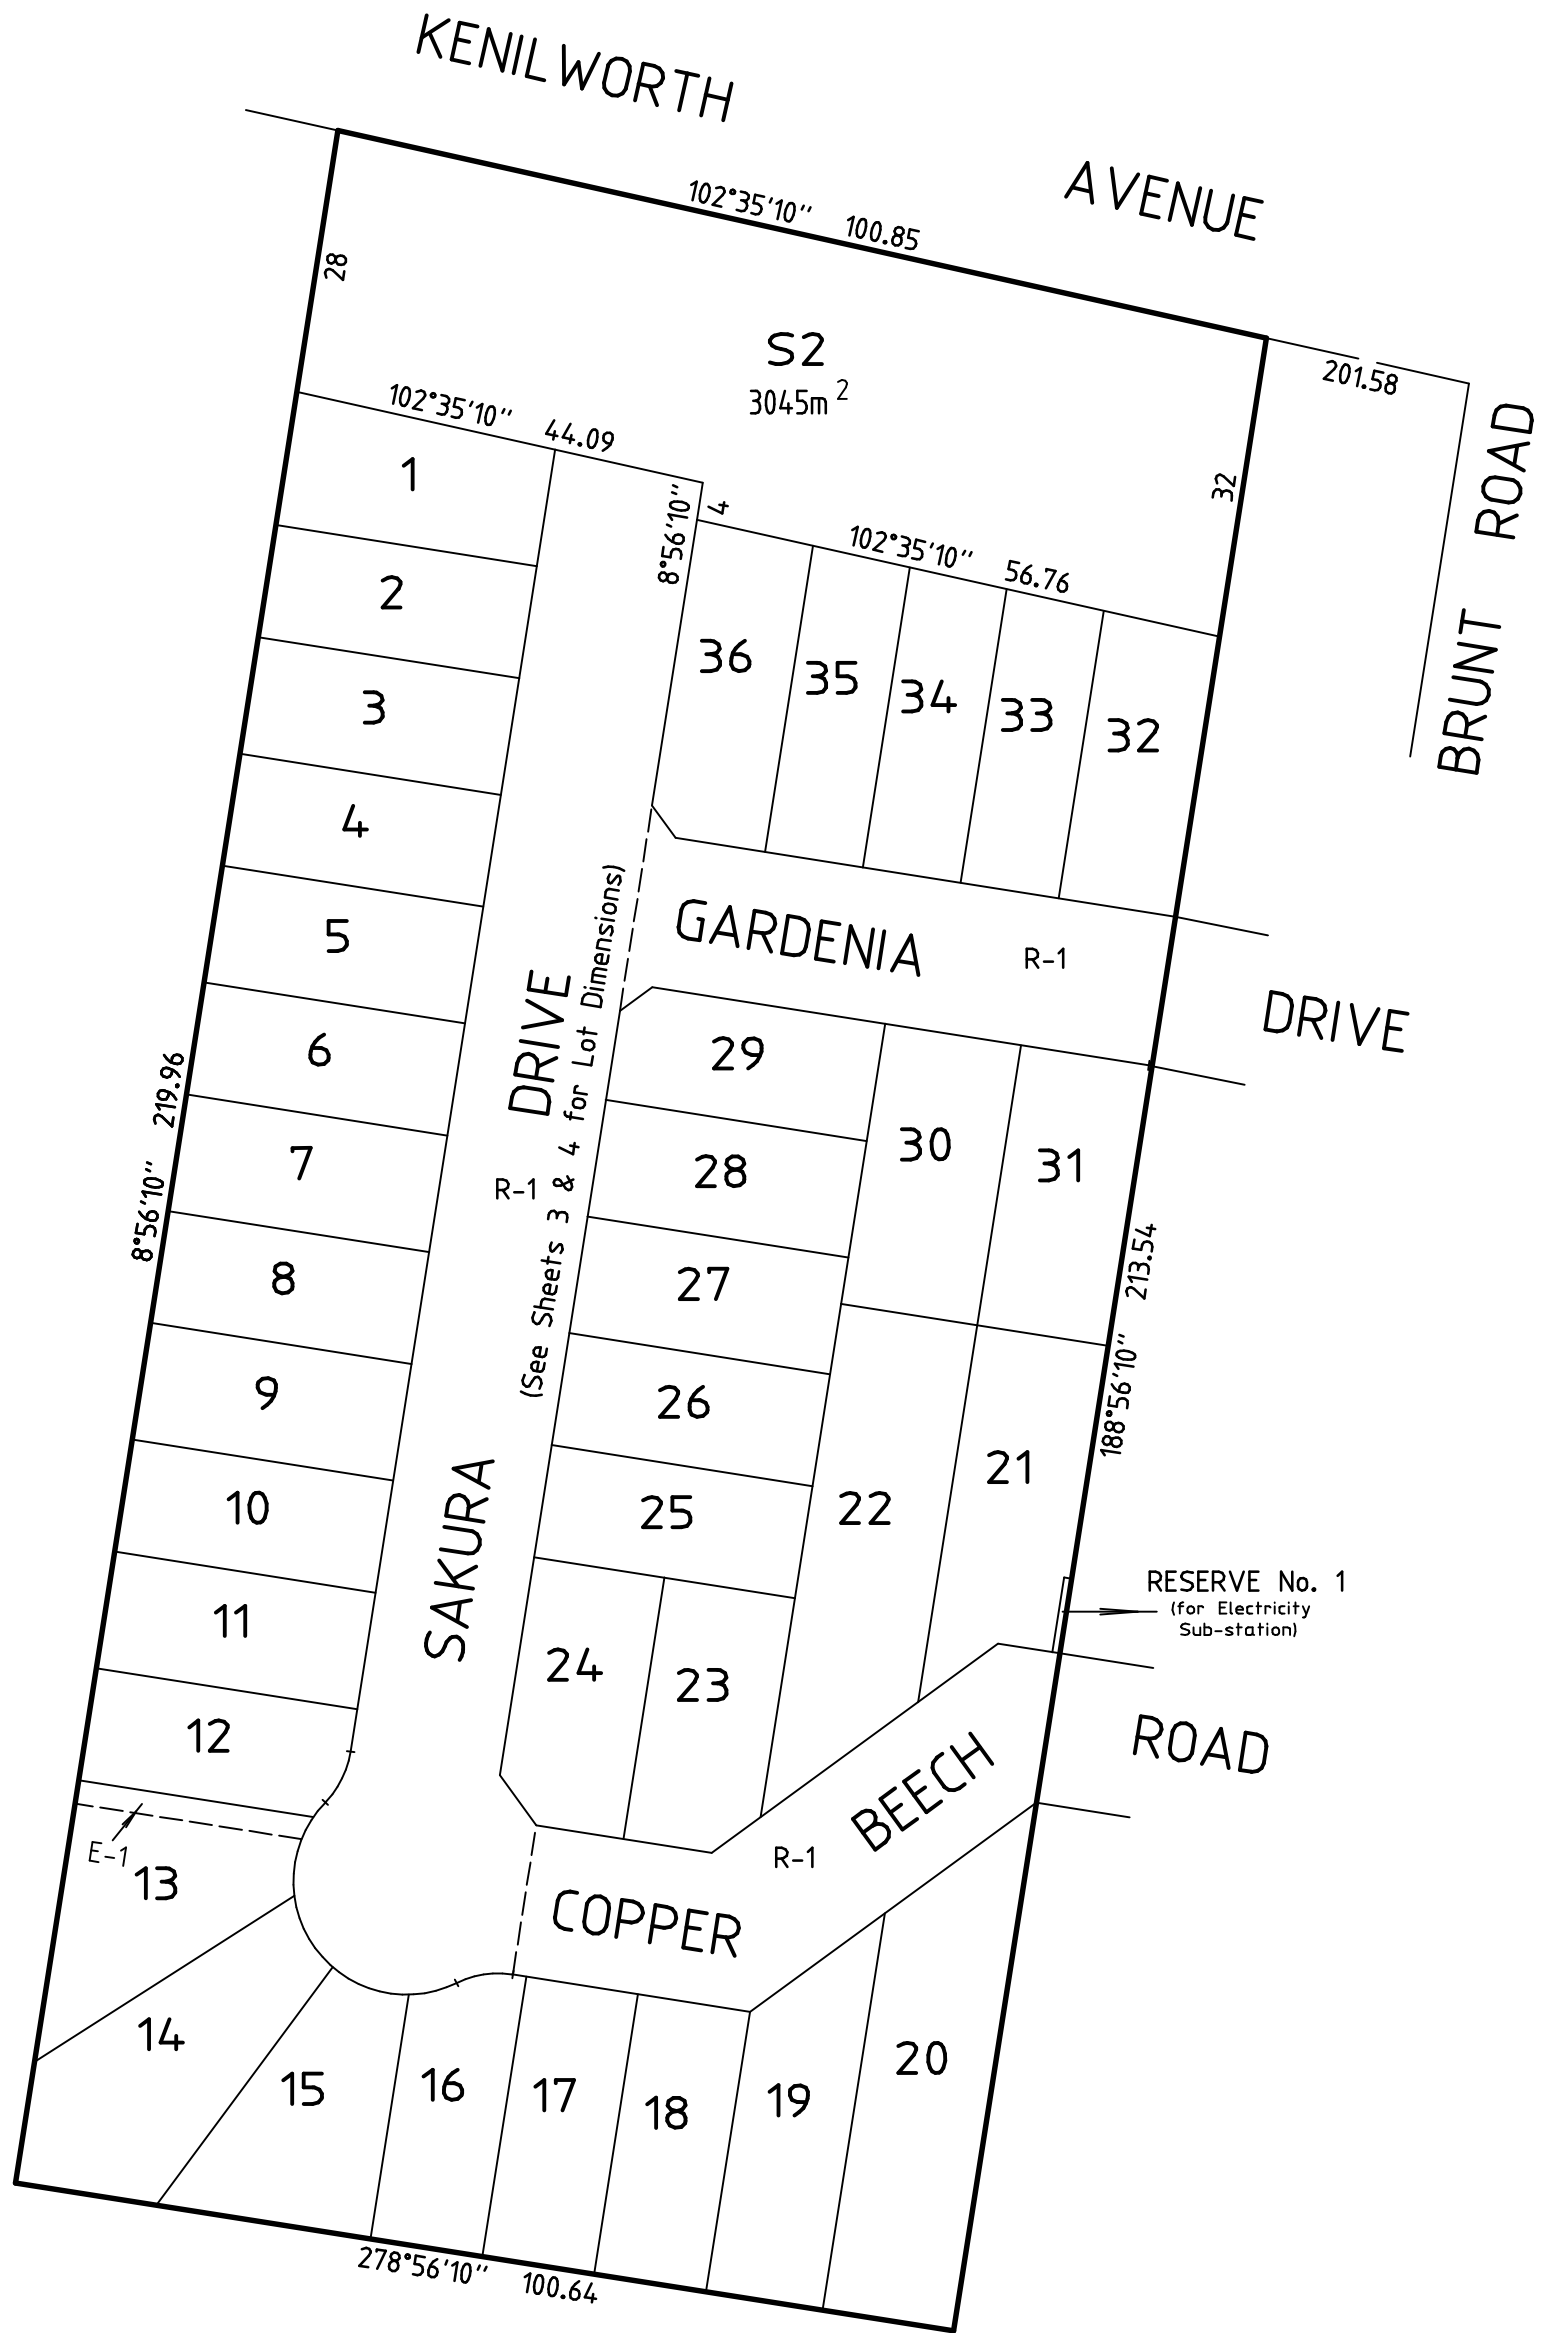 KENILWORTH
AVENUE
102°35'10" 100.85
28
S2
3045m²
201.58
BRUNT ROAD
102°35'10" 44.09
1
8°56'10"
4
32
102°35'10" 56.76
2
36
35
34
33
32
3
4
GARDENIA
R-1
DRIVE
5
29
6
30
31
28
7
8°56'10" 219.96
SAKURA DRIVE
R-1
(See Sheets 3 & 4 for Lot Dimensions)
188°56'10" 213.54
8
27
9
26
21
10
25
22
RESERVE No. 1
(for Electricity
Sub-station)
11
24
23
12
ROAD
BEECH
R-1
E-1
13
COPPER
14
15
16
17
18
19
20
278°56'10" 100.64